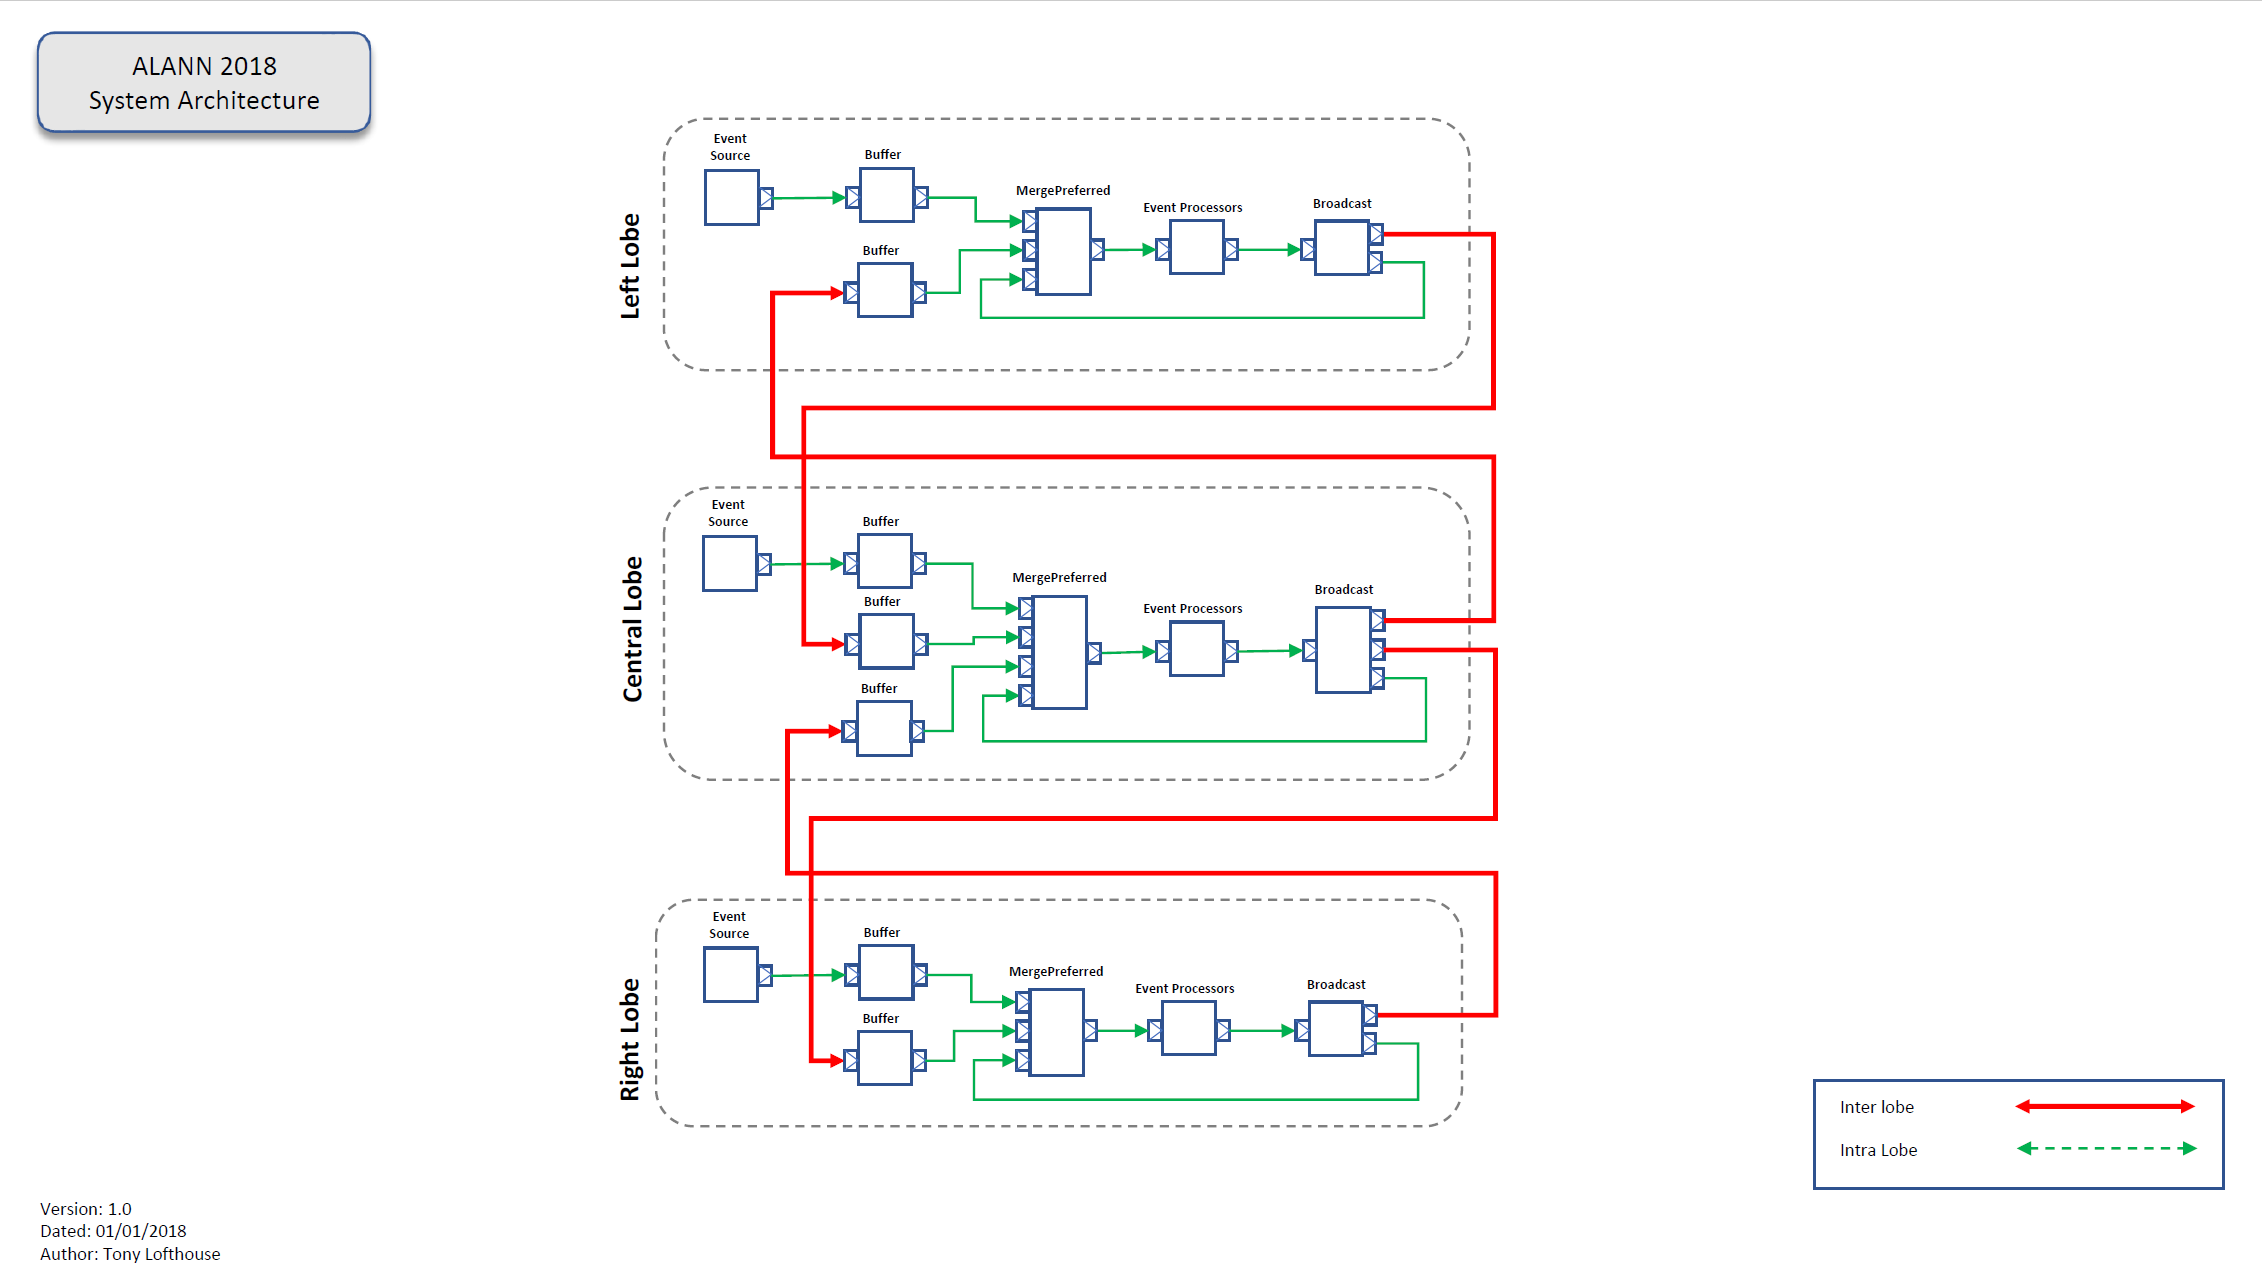 ALANN 2018
System Architecture
Left Lobe
Event
Source
Buffer
Buffer
MergePreferred
Event Processors
Broadcast
Central Lobe
Event
Source
Buffer
Buffer
Buffer
MergePreferred
Event Processors
Broadcast
Right Lobe
Event
Source
Buffer
Buffer
MergePreferred
Event Processors
Broadcast
Inter lobe
Intra Lobe
Version: 1.0
Dated: 01/01/2018
Author: Tony Lofthouse